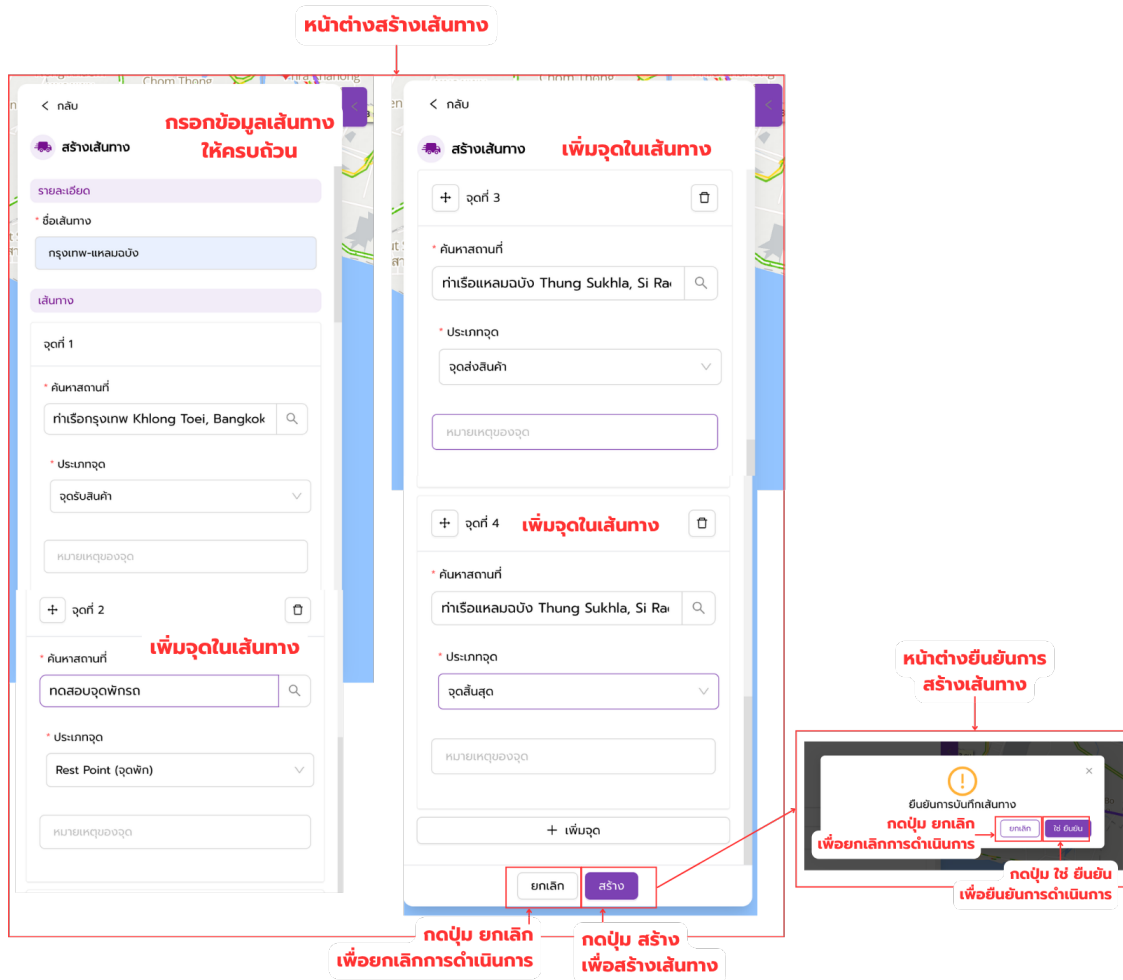 หน้าต่างสร้างเส้นทาง
Chom Thong
กลับ
กรอกข้อมูลเส้นทาง
ให้ครบถ้วน
สร้างเส้นทาง
รายละเอียด
* ชื่อเส้นทาง
กรุงเทพ-แหลมฉบัง
เส้นทาง
จุดที่ 1
* ค้นหาสถานที่
ท่าเรือกรุงเทพ Khlong Toei, Bangkok
* ประเภทจุด
จุดรับสินค้า
หมายเหตุของจุด
จุดที่ 2
เพิ่มจุดในเส้นทาง
* ค้นหาสถานที่
ทดสอบจุดพักรถ
* ประเภทจุด
Rest Point (จุดพัก)
หมายเหตุของจุด
Chom Thong
กลับ
สร้างเส้นทาง
เพิ่มจุดในเส้นทาง
จุดที่ 3
* ค้นหาสถานที่
ท่าเรือแหลมฉบัง Thung Sukhla, Si Ra
* ประเภทจุด
จุดส่งสินค้า
หมายเหตุของจุด
จุดที่ 4
เพิ่มจุดในเส้นทาง
* ค้นหาสถานที่
ท่าเรือแหลมฉบัง Thung Sukhla, Si Ra
* ประเภทจุด
จุดสิ้นสุด
หมายเหตุของจุด
+ เพิ่มจุด
ยกเลิก
สร้าง
กดปุ่ม ยกเลิก
เพื่อยกเลิกการดำเนินการ
กดปุ่ม สร้าง
เพื่อสร้างเส้นทาง
หน้าต่างยืนยันการ
สร้างเส้นทาง
ยืนยันการบันทึกเส้นทาง
กดปุ่ม ยกเลิก
เพื่อยกเลิกการดำเนินการ
ยกเลิก
ใช่ ยืนยัน
กดปุ่ม ใช่ ยืนยัน
เพื่อยืนยันการดำเนินการ